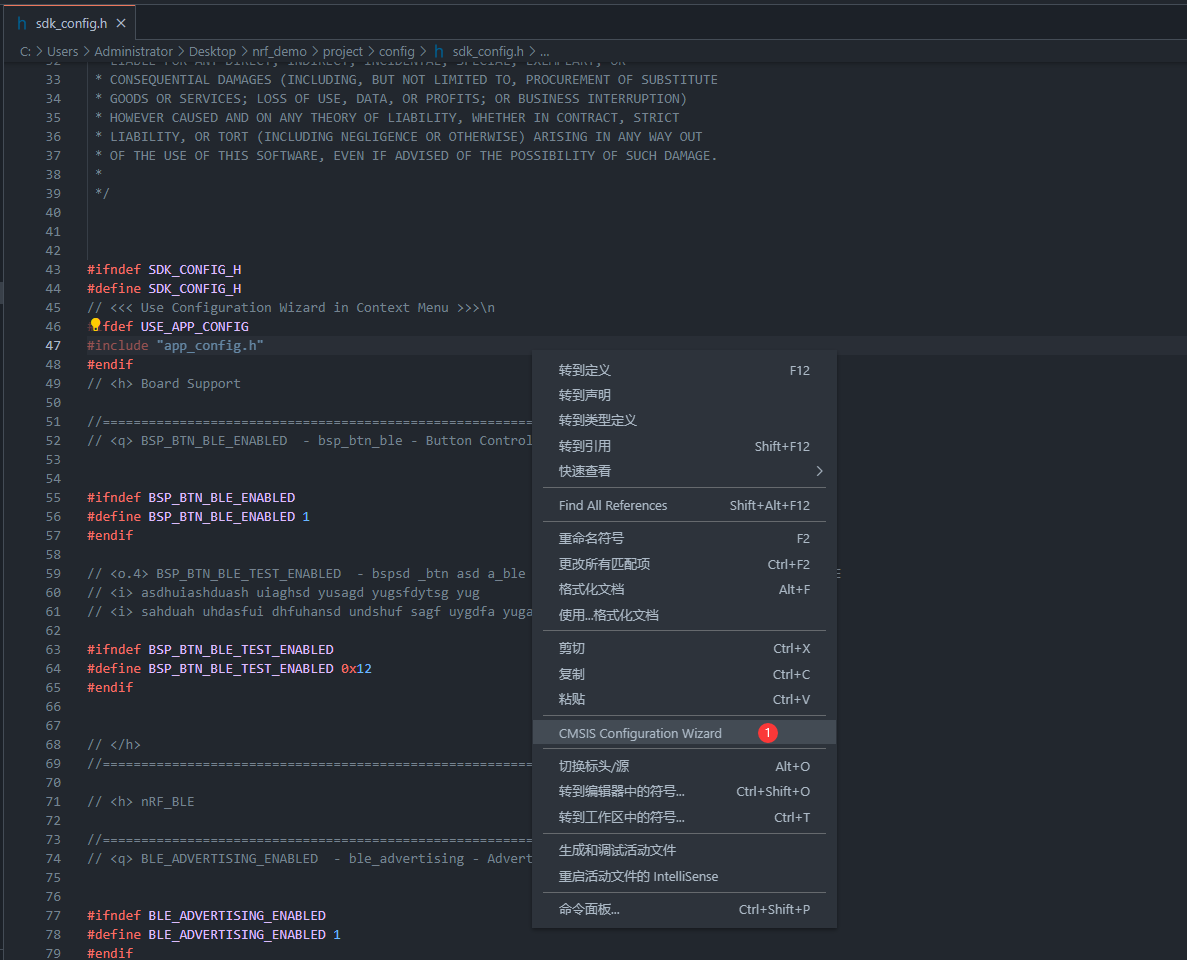 h sdk_config.h ×
C: > Users > Administrator > Desktop > nrf_demo > project > config > h sdk_config.h > ...
32 * LIABLE FOR ANY DIRECT, INDIRECT, INCIDENTAL, SPECIAL, EXEMPLARY, OR
33 * CONSEQUENTIAL DAMAGES (INCLUDING, BUT NOT LIMITED TO, PROCUREMENT OF SUBSTITUTE
34 * GOODS OR SERVICES; LOSS OF USE, DATA, OR PROFITS; OR BUSINESS INTERRUPTION)
35 * HOWEVER CAUSED AND ON ANY THEORY OF LIABILITY, WHETHER IN CONTRACT, STRICT
36 * LIABILITY, OR TORT (INCLUDING NEGLIGENCE OR OTHERWISE) ARISING IN ANY WAY OUT
37 * OF THE USE OF THIS SOFTWARE, EVEN IF ADVISED OF THE POSSIBILITY OF SUCH DAMAGE.
38 *
39 */
40
41
42
43 #ifndef SDK_CONFIG_H
44 #define SDK_CONFIG_H
45 // <<< Use Configuration Wizard in Context Menu >>>\n
46 #ifdef USE_APP_CONFIG
47 #include "app_config.h"
48 #endif
49 // <h> Board Support
50
51 //========================================================
52 // <q> BSP_BTN_BLE_ENABLED  - bsp_btn_ble - Button Control
53
54
55 #ifndef BSP_BTN_BLE_ENABLED
56 #define BSP_BTN_BLE_ENABLED 1
57 #endif
58
59 // <o.4> BSP_BTN_BLE_TEST_ENABLED  - bspsd _btn asd a_ble E
60 // <i> asdhuiashduash uiaghsd yusagd yugsfdytsg yug
61 // <i> sahduah uhdasfui dhfuhansd undshuf sagf uygdfa yuga
62
63 #ifndef BSP_BTN_BLE_TEST_ENABLED
64 #define BSP_BTN_BLE_TEST_ENABLED 0x12
65 #endif
66
67
68 // </h>
69 //========================================================
70
71 // <h> nRF_BLE
72
73 //========================================================
74 // <q> BLE_ADVERTISING_ENABLED  - ble_advertising - Advert
75
76
77 #ifndef BLE_ADVERTISING_ENABLED
78 #define BLE_ADVERTISING_ENABLED 1
79 #endif
转到定义 F12
转到声明
转到类型定义
转到引用 Shift+F12
快速查看 >
Find All References Shift+Alt+F12
重命名符号 F2
更改所有匹配项 Ctrl+F2
格式化文档 Alt+F
使用...格式化文档
剪切 Ctrl+X
复制 Ctrl+C
粘贴 Ctrl+V
CMSIS Configuration Wizard 1
切换标头/源 Alt+O
转到编辑器中的符号... Ctrl+Shift+O
转到工作区中的符号... Ctrl+T
生成和调试活动文件
重启活动文件的 IntelliSense
命令面板... Ctrl+Shift+P